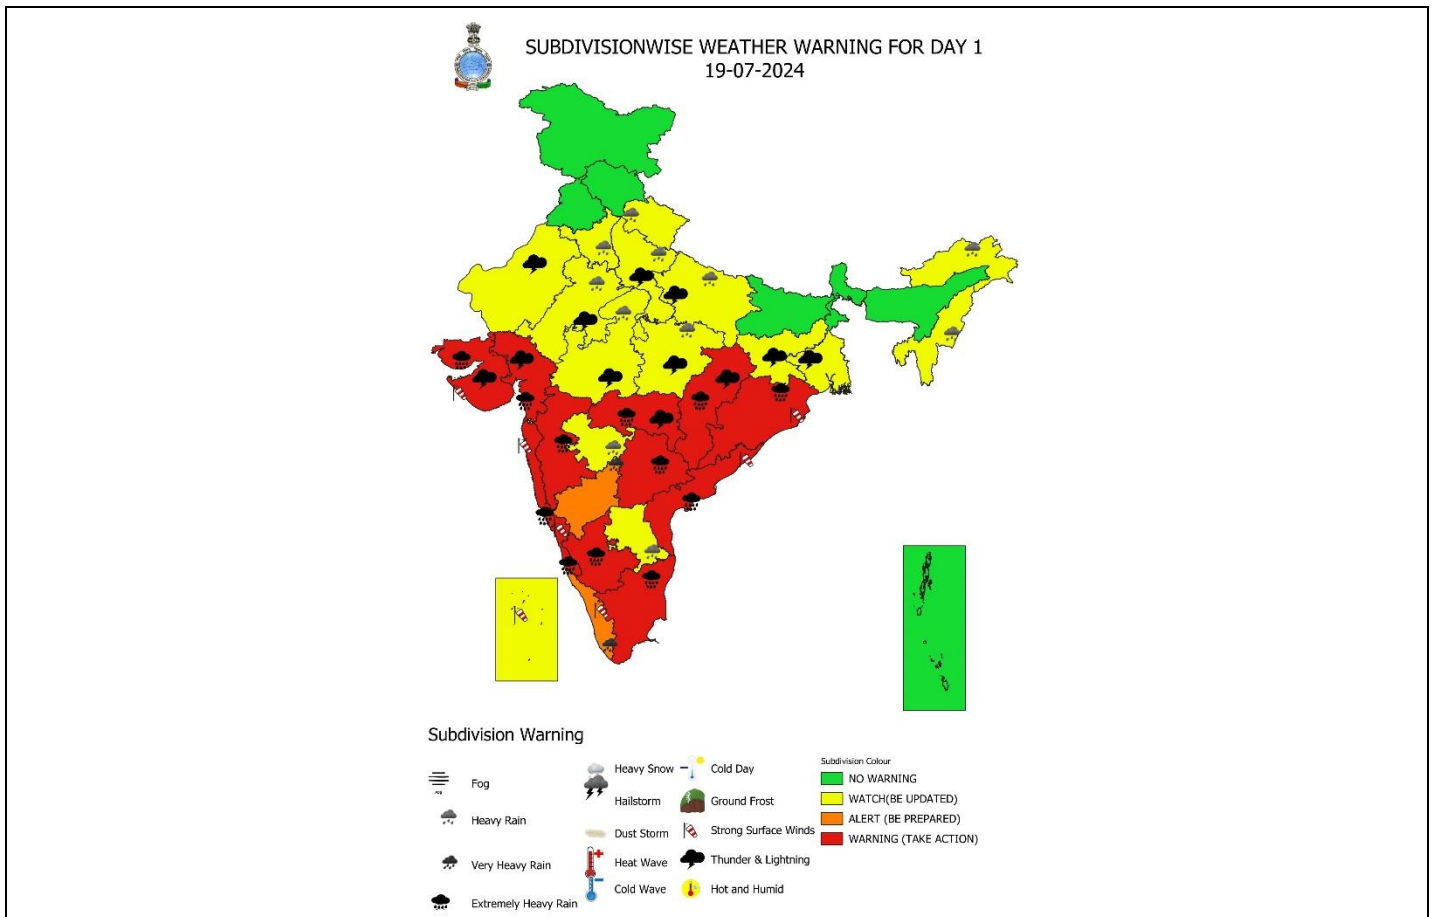 SUBDIVISIONWISE WEATHER WARNING FOR DAY 1
19-07-2024
Subdivision Warning
Fog
Heavy Rain
Very Heavy Rain
Extremely Heavy Rain
Heavy Snow
Hailstorm
Dust Storm
Heat Wave
Cold Wave
Cold Day
Ground Frost
Strong Surface Winds
Thunder & Lightning
Hot and Humid
Subdivision Colour
NO WARNING
WATCH(BE UPDATED)
ALERT (BE PREPARED)
WARNING (TAKE ACTION)